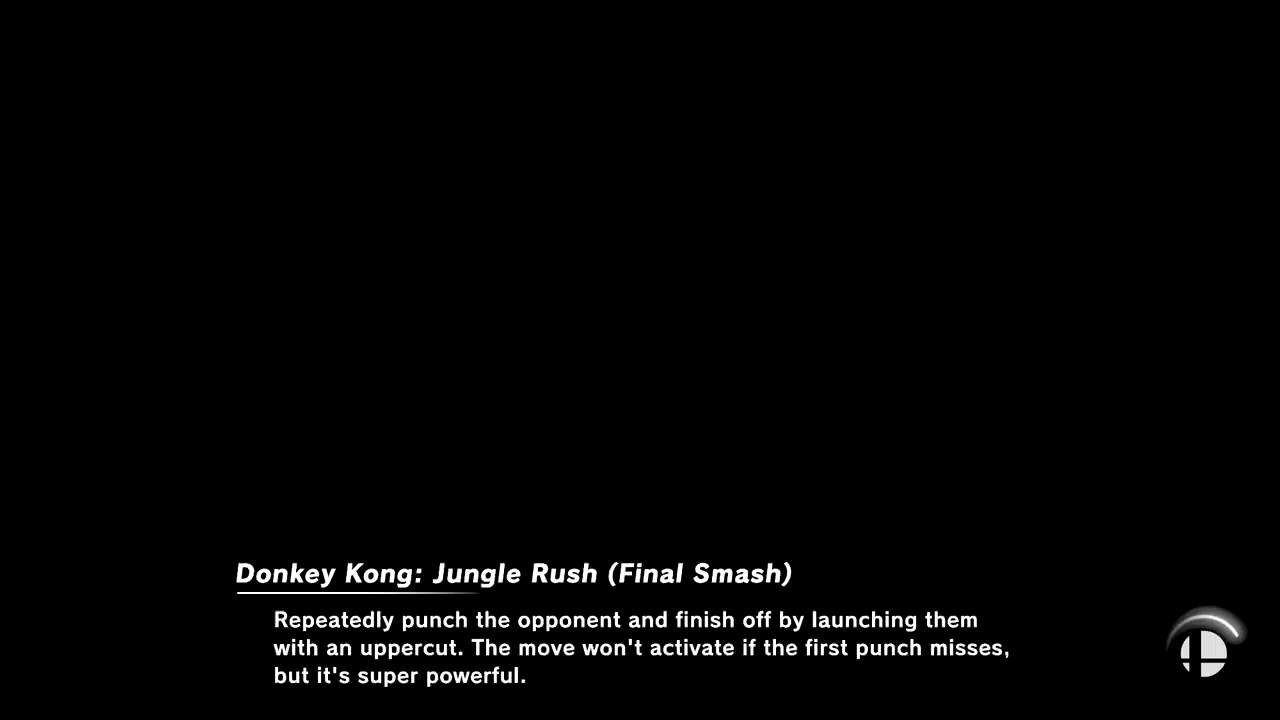 Donkey Kong: Jungle Rush (Final Smash)
Repeatedly punch the opponent and finish off by launching them
with an uppercut. The move won't activate if the first punch misses,
but it's super powerful.